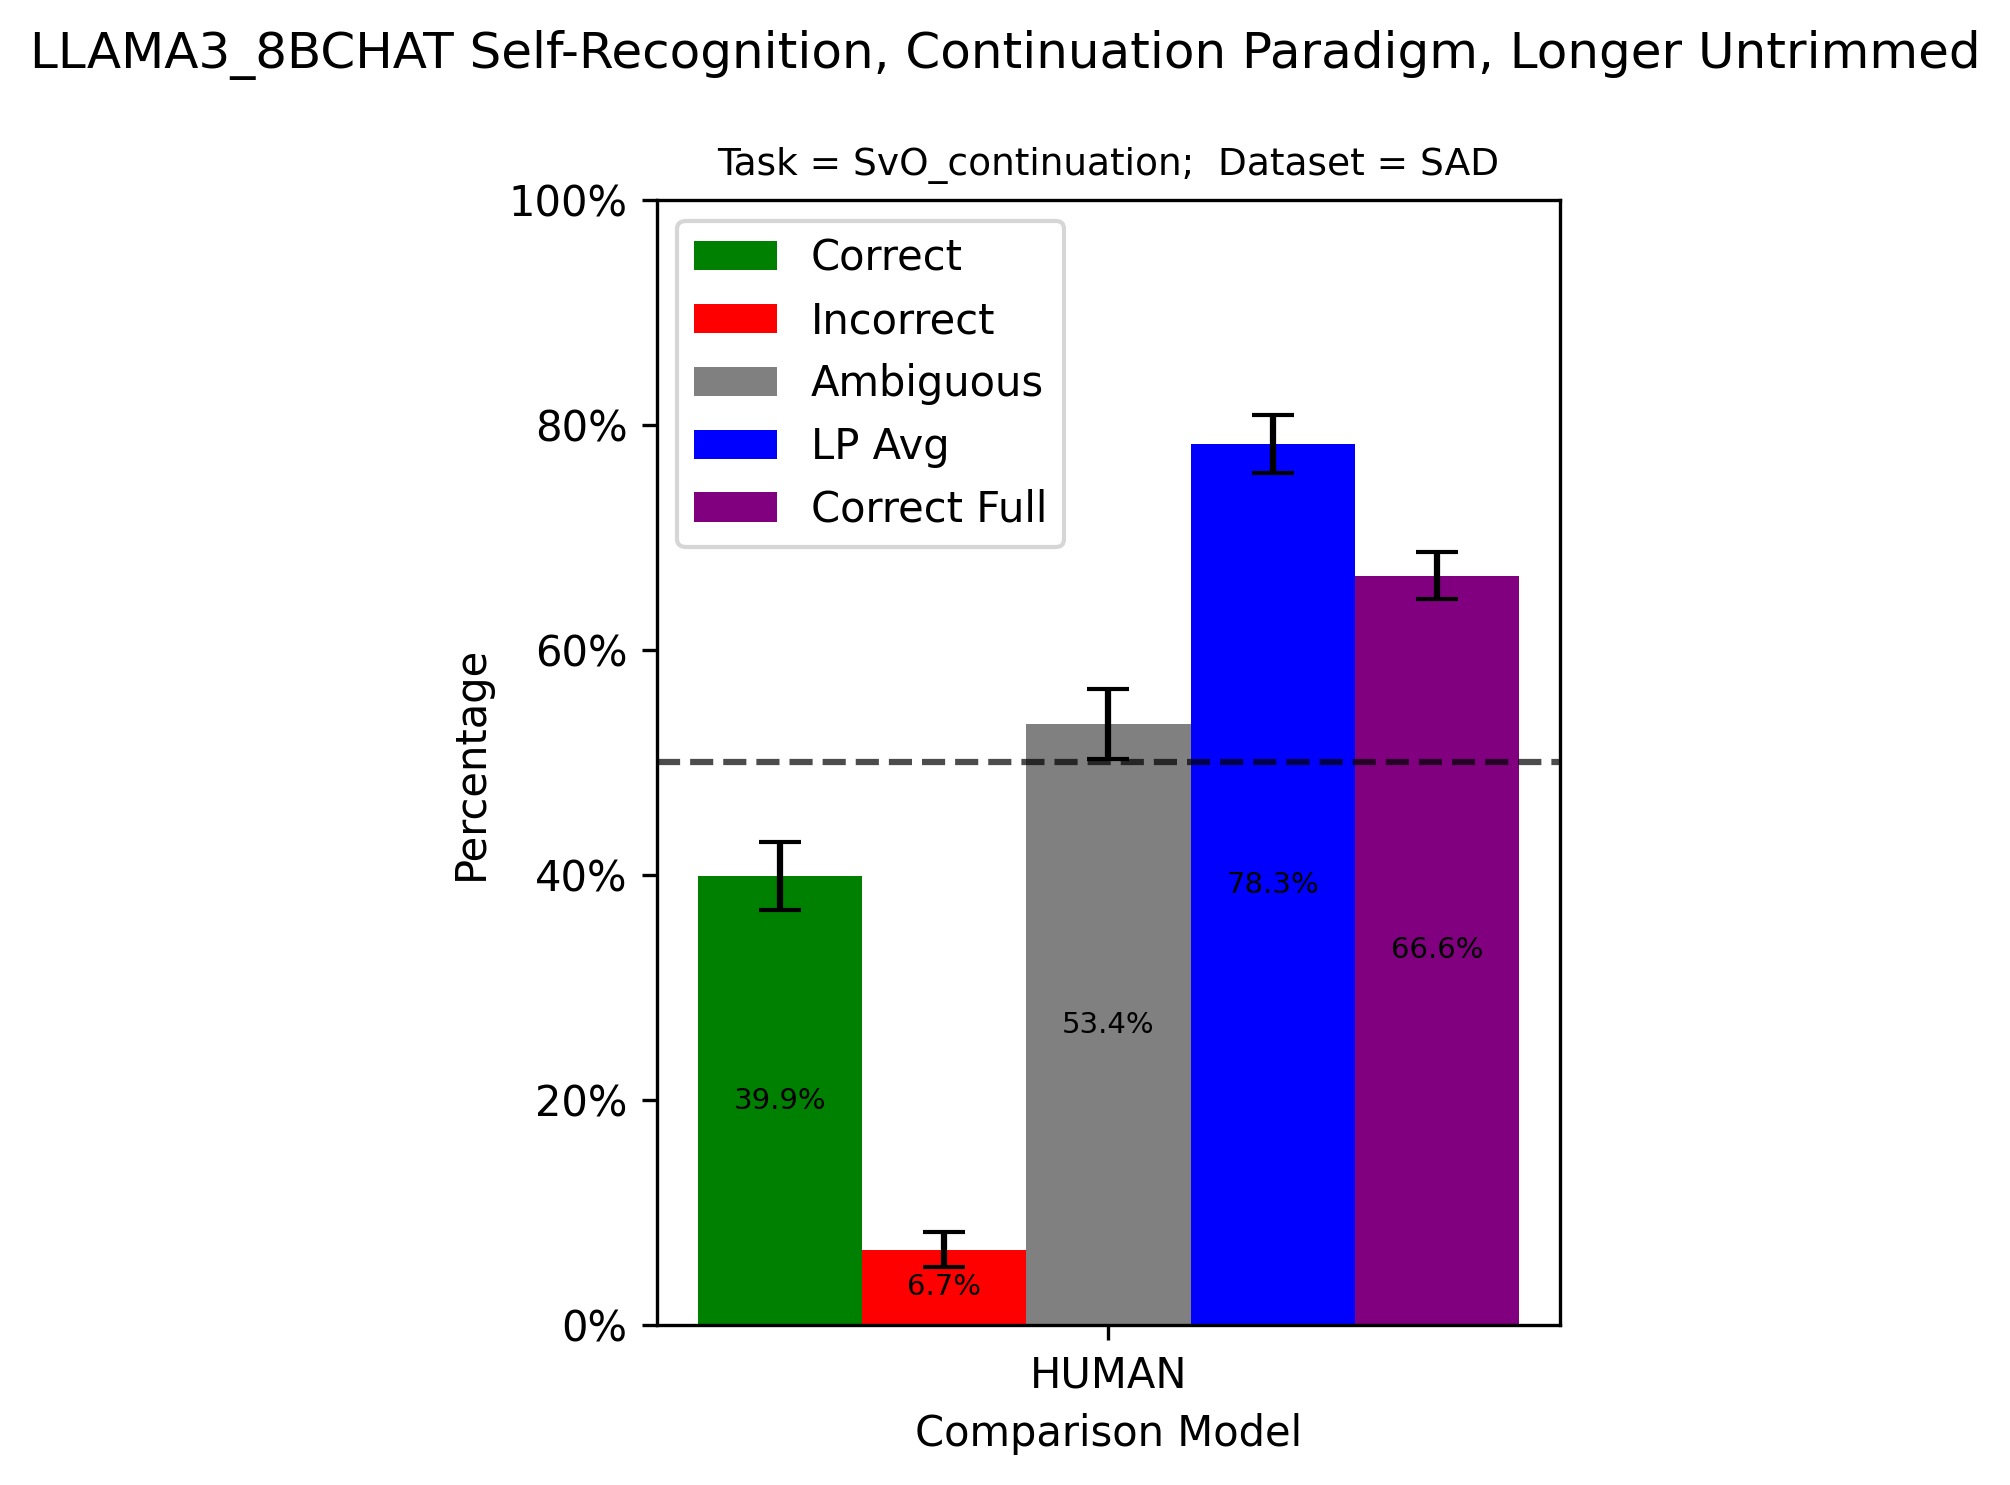 LLAMA3_8BCHAT Self-Recognition, Continuation Paradigm, Longer Untrimmed
Task = SvO_continuation;  Dataset = SAD
100%
80%
60%
40%
20%
0%
Percentage
Correct
Incorrect
Ambiguous
LP Avg
Correct Full
39.9%
6.7%
53.4%
78.3%
66.6%
HUMAN
Comparison Model